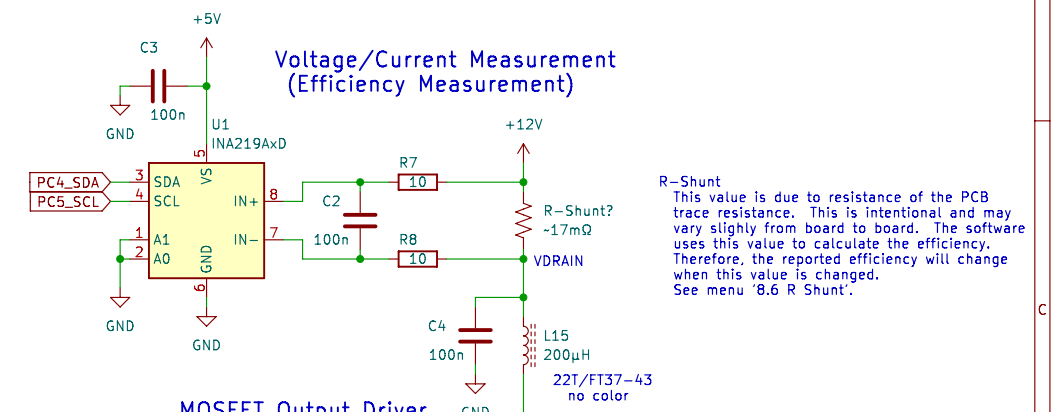 +5V
C3
100n
GND
Voltage/Current Measurement
(Efficiency Measurement)
U1
INA219AxD
5
VS
PC4_SDA
3
SDA
PC5_SCL
4
SCL
IN+
8
1
A1
IN-
7
2
A0
GND
6
GND
GND
C2
100n
R7
10
R8
10
+12V
R-Shunt?
~17mΩ
VDRAIN
R-Shunt
This value is due to resistance of the PCB
trace resistance. This is intentional and may
vary slighly from board to board. The software
uses this value to calculate the efficiency.
Therefore, the reported efficiency will change
when this value is changed.
See menu '8.6 R Shunt'.
C
C4
100n
GND
L15
200µH
22T/FT37-43
no color
MOSFET Output Driver